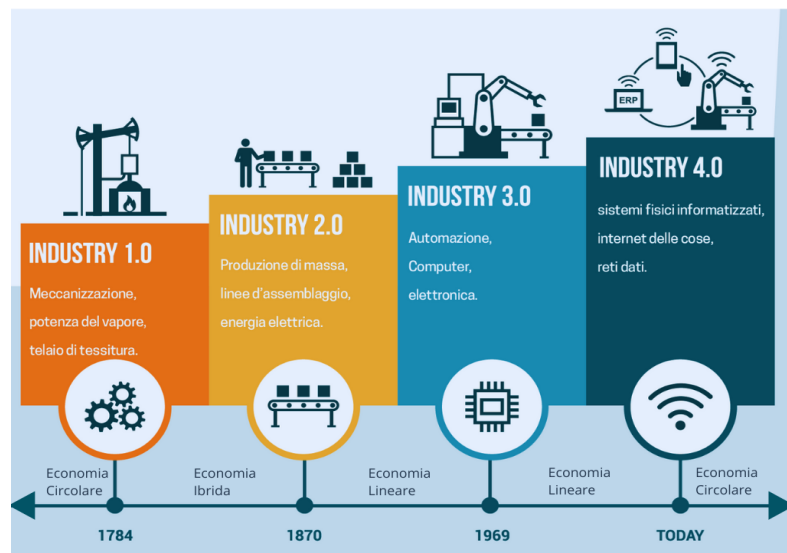 ERP
INDUSTRY 1.0
Meccanizzazione,
potenza del vapore,
telaio di tessitura.
INDUSTRY 2.0
Produzione di massa,
linee d'assemblaggio,
energia elettrica.
INDUSTRY 3.0
Automazione,
Computer,
elettronica.
INDUSTRY 4.0
sistemi fisici informatizzati,
internet delle cose,
reti dati.
Economia
Circolare
Economia
Ibrida
Economia
Lineare
Economia
Lineare
Economia
Circolare
1784
1870
1969
TODAY